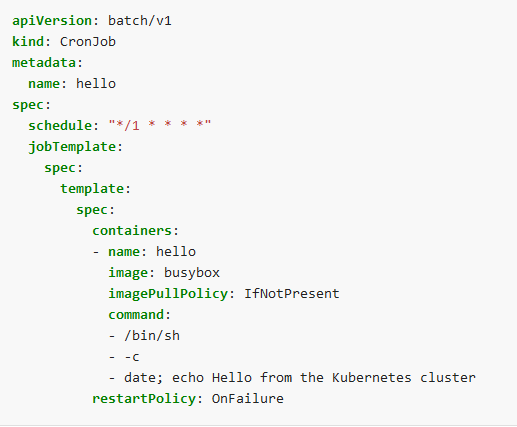 apiVersion: batch/v1
kind: CronJob
metadata:
  name: hello
spec:
  schedule: "*/1 * * * *"
  jobTemplate:
    spec:
      template:
        spec:
          containers:
          - name: hello
            image: busybox
            imagePullPolicy: IfNotPresent
            command:
            - /bin/sh
            - -c
            - date; echo Hello from the Kubernetes cluster
          restartPolicy: OnFailure